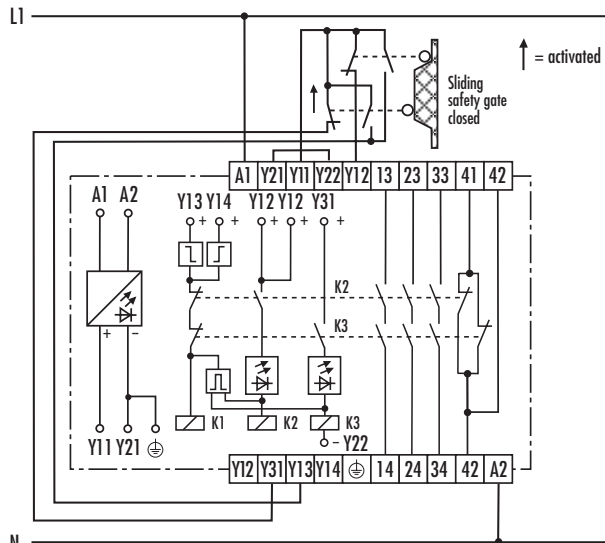 L1
= activated
Sliding
safety gate
closed
A1 Y21 Y11 Y22 Y12 13 23 33 41 42
A1 A2 Y13 Y14 Y12 Y12 Y31
+ + + + +
K2
K3
+ −
K1 K2 K3
Y11 Y21 − Y22
Y12 Y31 Y13 Y14 14 24 34 42 A2
N